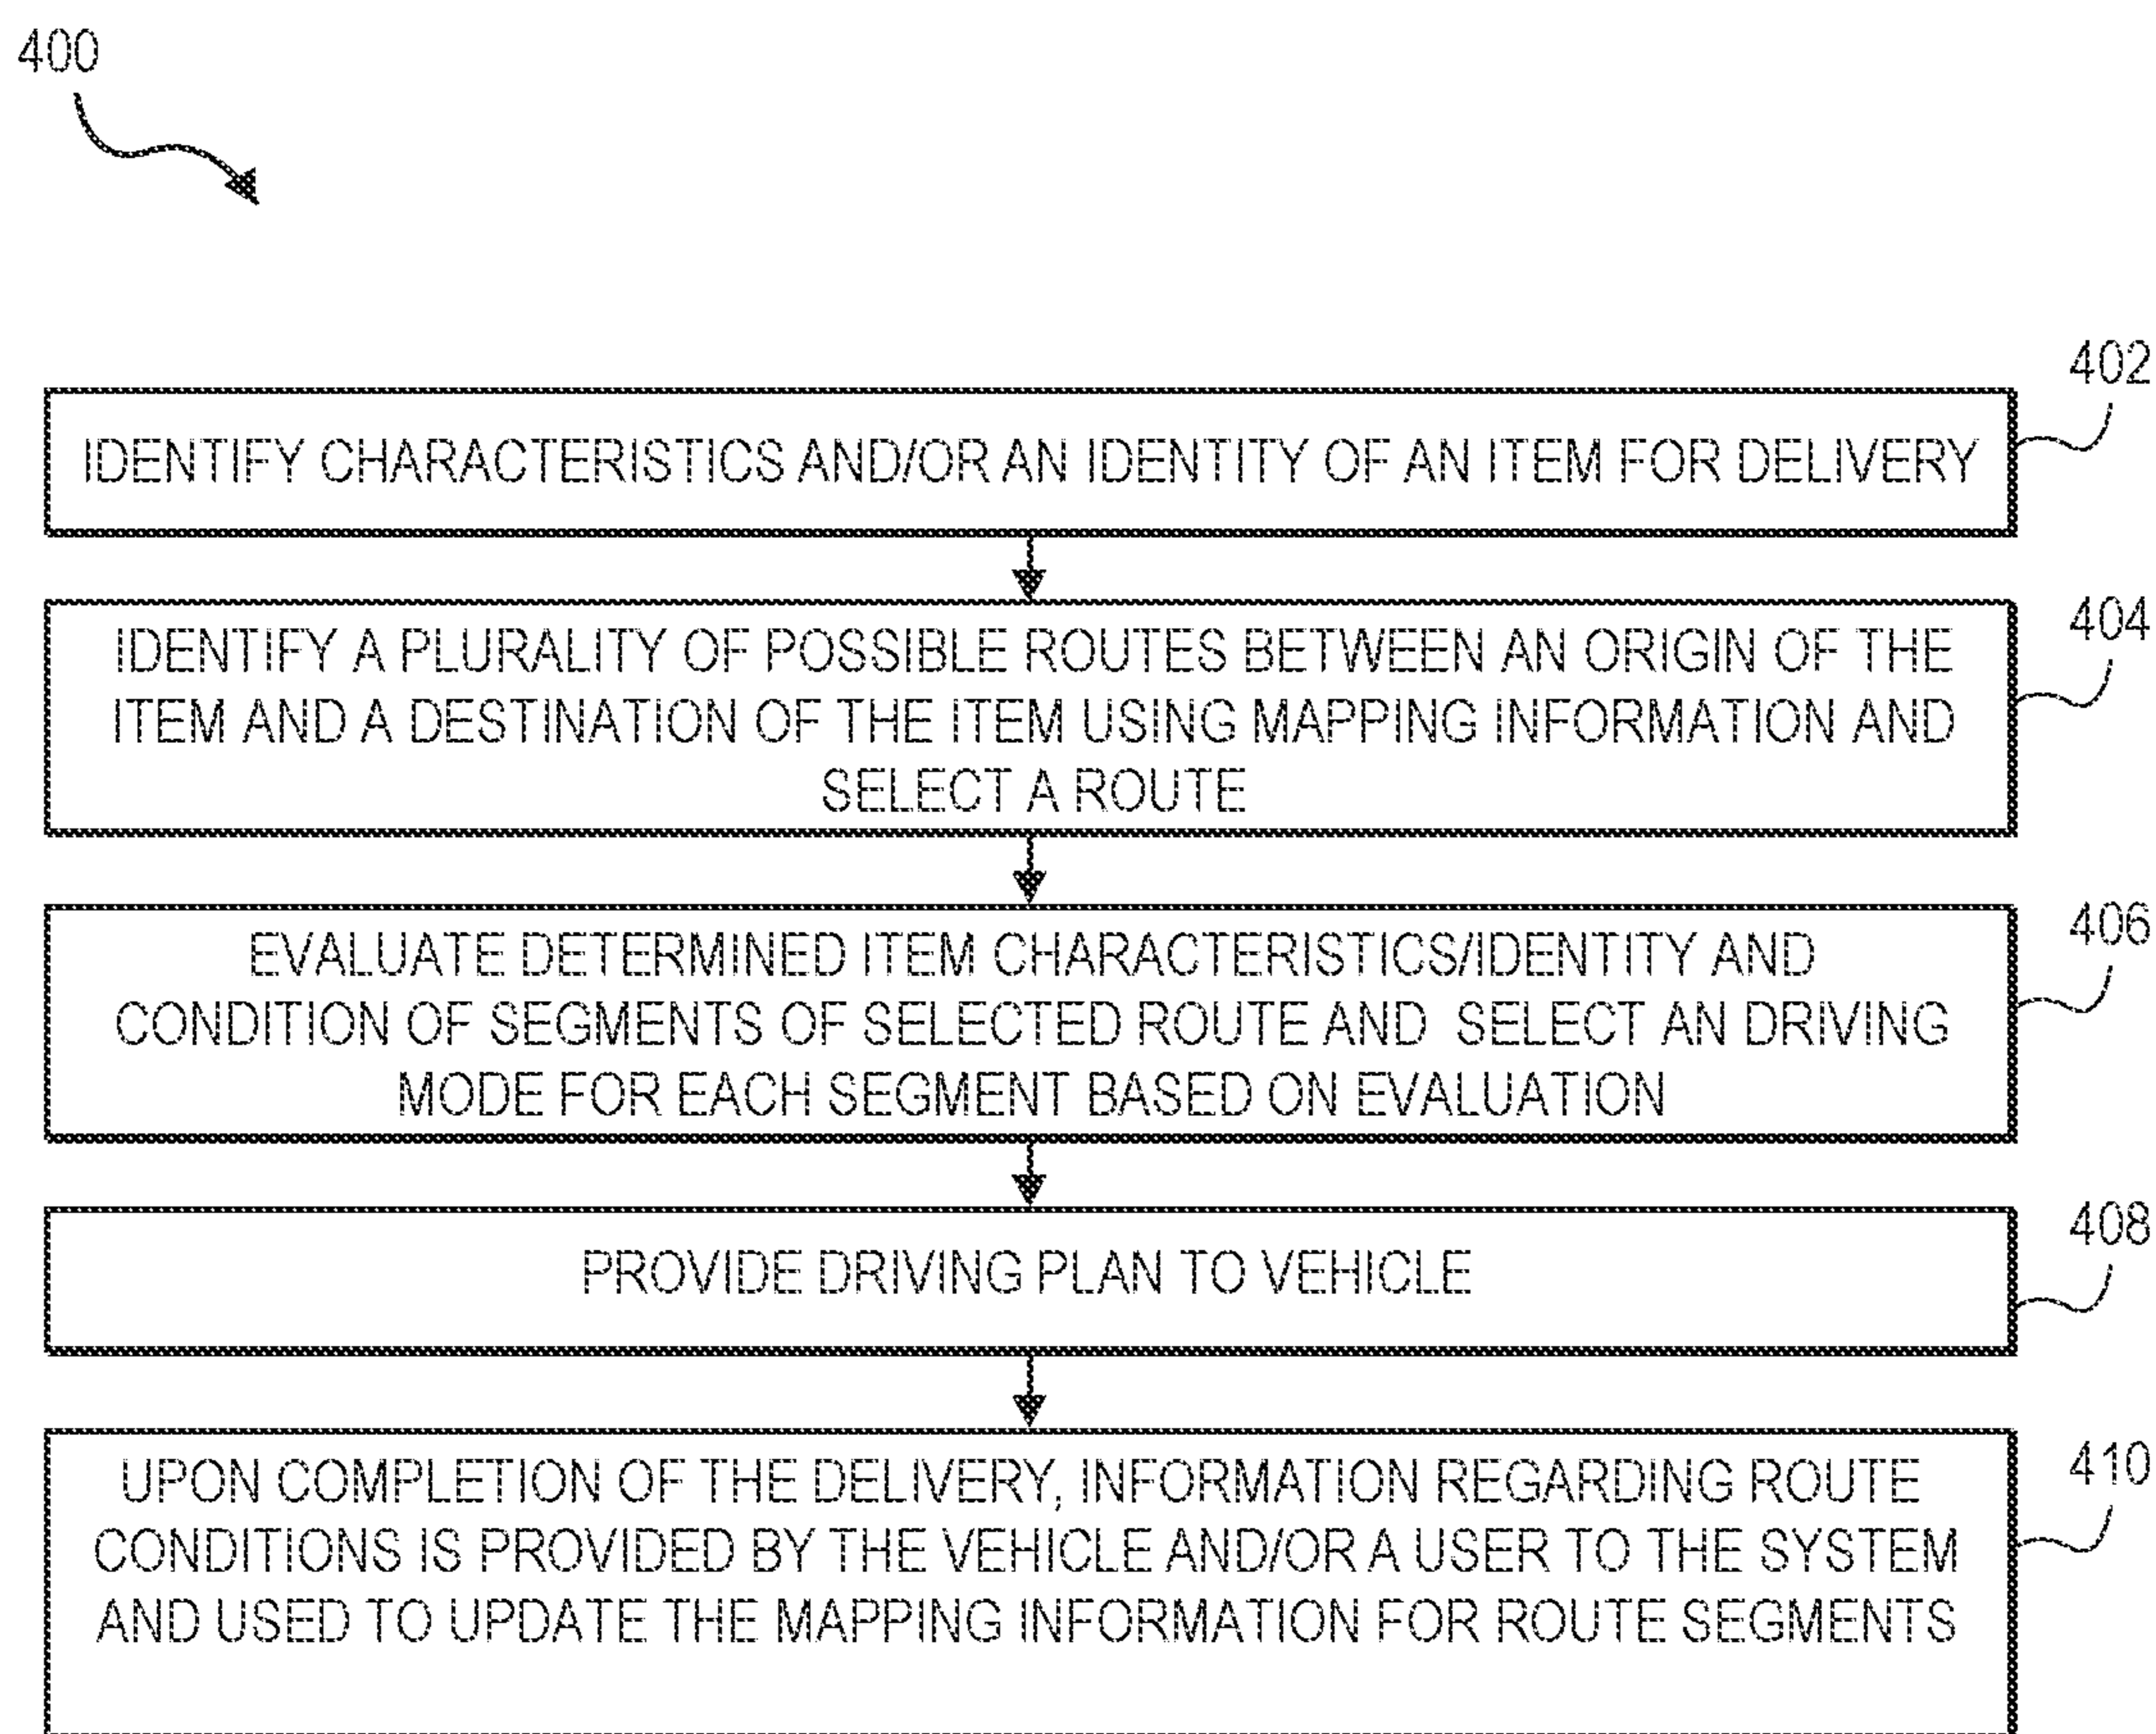 400
402
IDENTIFY CHARACTERISTICS AND/OR AN IDENTITY OF AN ITEM FOR DELIVERY
404
IDENTIFY A PLURALITY OF POSSIBLE ROUTES BETWEEN AN ORIGIN OF THE
ITEM AND A DESTINATION OF THE ITEM USING MAPPING INFORMATION AND
SELECT A ROUTE
406
EVALUATE DETERMINED ITEM CHARACTERISTICS/IDENTITY AND
CONDITION OF SEGMENTS OF SELECTED ROUTE AND SELECT AN DRIVING
MODE FOR EACH SEGMENT BASED ON EVALUATION
408
PROVIDE DRIVING PLAN TO VEHICLE
410
UPON COMPLETION OF THE DELIVERY, INFORMATION REGARDING ROUTE
CONDITIONS IS PROVIDED BY THE VEHICLE AND/OR A USER TO THE SYSTEM
AND USED TO UPDATE THE MAPPING INFORMATION FOR ROUTE SEGMENTS